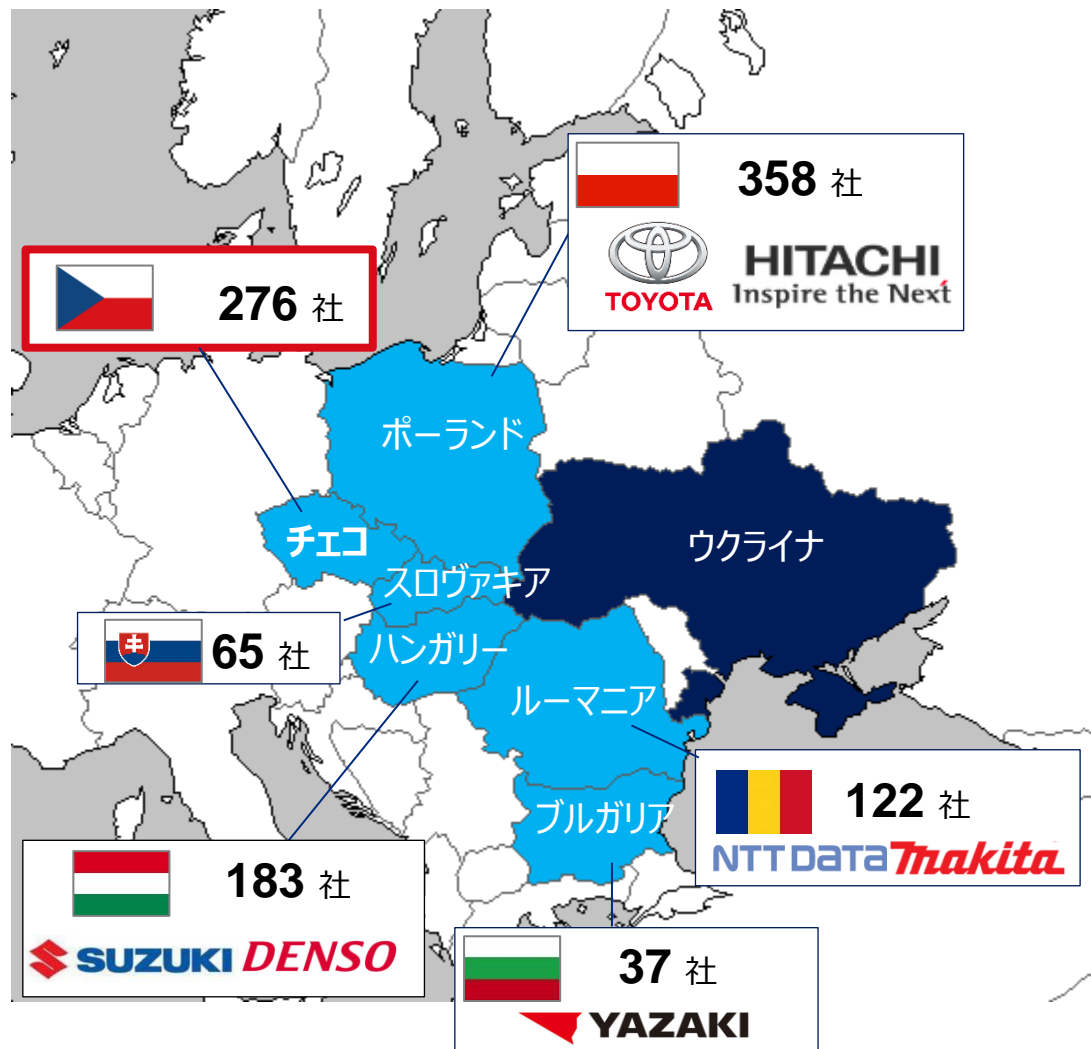 358 社
TOYOTA
HITACHI
Inspire the Next
276 社
ポーランド
チェコ
ウクライナ
スロヴァキア
65 社
ハンガリー
ルーマニア
122 社
NTT DATA makita
ブルガリア
183 社
SUZUKI DENSO
37 社
YAZAKI